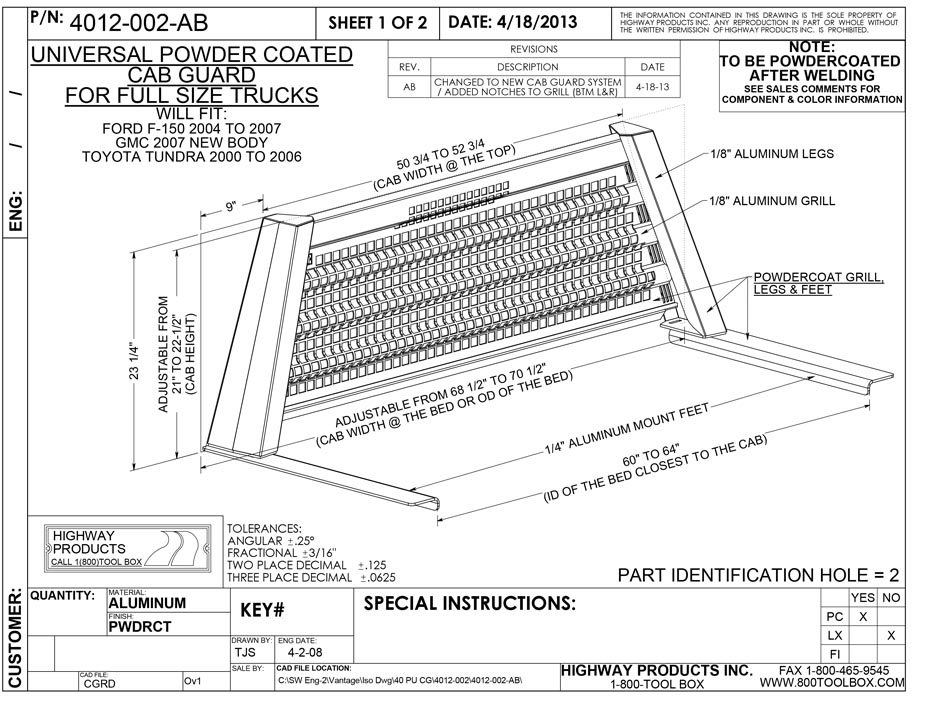 P/N: 4012-002-AB
SHEET 1 OF 2
DATE: 4/18/2013
THE INFORMATION CONTAINED IN THIS DRAWING IS THE SOLE PROPERTY OF
HIGHWAY PRODUCTS INC. ANY REPRODUCTION IN PART OR WHOLE WITHOUT
THE WRITTEN PERMISSION OF HIGHWAY PRODUCTS INC. IS PROHIBITED.
UNIVERSAL POWDER COATED
CAB GUARD
FOR FULL SIZE TRUCKS
WILL FIT:
FORD F-150 2004 TO 2007
GMC 2007 NEW BODY
TOYOTA TUNDRA 2000 TO 2006
REVISIONS
REV. DESCRIPTION DATE
AB CHANGED TO NEW CAB GUARD SYSTEM / ADDED NOTCHES TO GRILL (BTM L&R) 4-18-13
NOTE:
TO BE POWDERCOATED
AFTER WELDING
SEE SALES COMMENTS FOR
COMPONENT & COLOR INFORMATION
50 3/4 TO 52 3/4
(CAB WIDTH @ THE TOP)
9"
1/8" ALUMINUM LEGS
1/8" ALUMINUM GRILL
POWDERCOAT GRILL,
LEGS & FEET
23 1/4"
ADJUSTABLE FROM
21" TO 22-1/2"
(CAB HEIGHT)
ADJUSTABLE FROM 68 1/2" TO 70 1/2"
(CAB WIDTH @ THE BED OR OD OF THE BED)
1/4" ALUMINUM MOUNT FEET
60" TO 64"
(ID OF THE BED CLOSEST TO THE CAB)
ENG: / /
CUSTOMER:
HIGHWAY
PRODUCTS
CALL 1(800)TOOL BOX
TOLERANCES:
ANGULAR ±.25°
FRACTIONAL ±3/16"
TWO PLACE DECIMAL ±.125
THREE PLACE DECIMAL ±.0625
PART IDENTIFICATION HOLE = 2
QUANTITY:
MATERIAL:
ALUMINUM
FINISH:
PWDRCT
KEY#
SPECIAL INSTRUCTIONS:
YES NO
PC X
LX X
FI
DRAWN BY: TJS
ENG DATE: 4-2-08
SALE BY:
CAD FILE LOCATION:
C:\SW Eng-2\Vantage\Iso Dwg\40 PU CG\4012-002\4012-002-AB\
CAD FILE:
CGRD
Ov1
HIGHWAY PRODUCTS INC.
1-800-TOOL BOX
FAX 1-800-465-9545
WWW.800TOOLBOX.COM